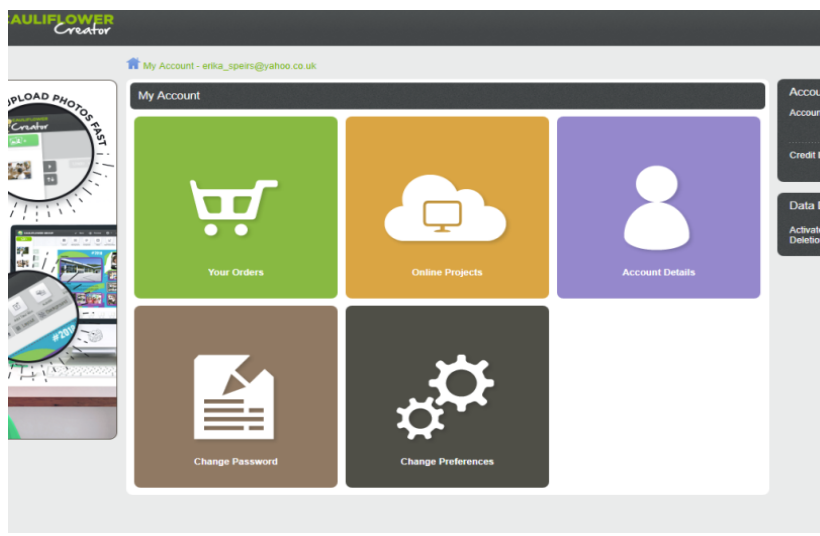 CAULIFLOWER
Creator
My Account - erika_speirs@yahoo.co.uk
UPLOAD PHOTOS FAST
Creator
#2018
My Account
Your Orders
Online Projects
Account Details
Change Password
Change Preferences
Accou
Accoun
Credit
Data
Activat
Deletio